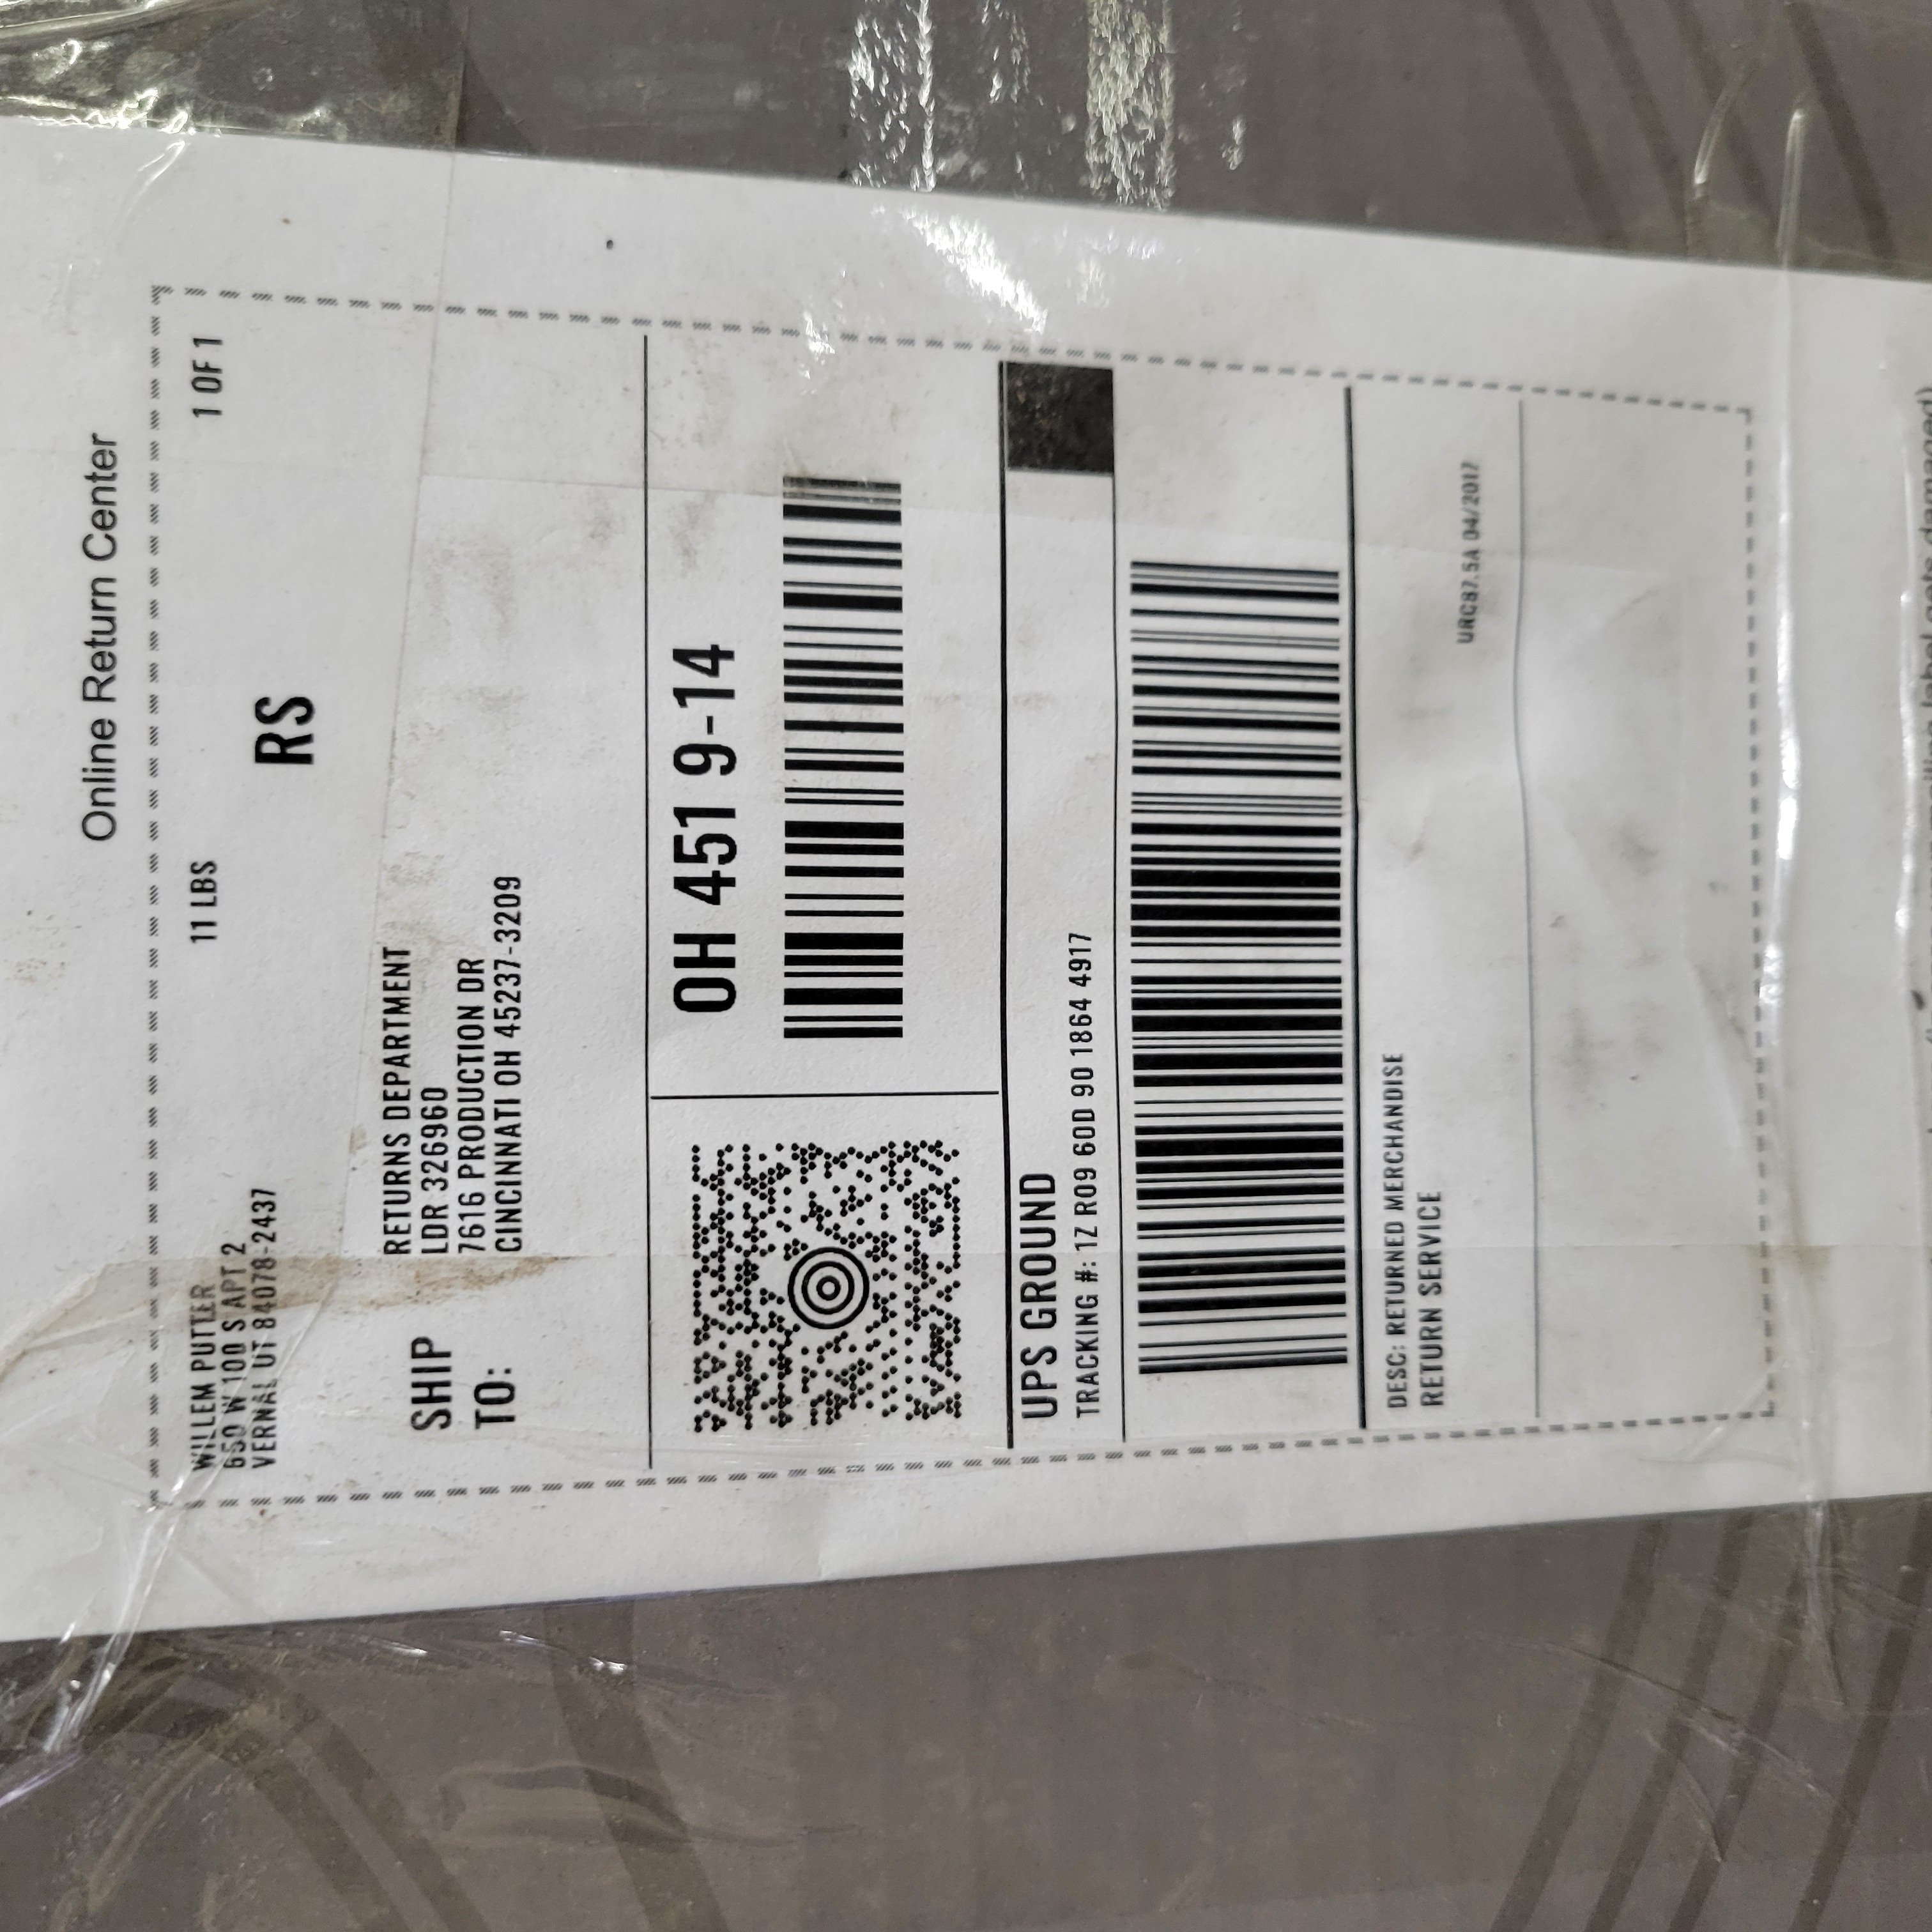 Online Return Center
WILLEM PUTTER
650 W 100 S APT 2
VERNAL UT 84078-2437
11 LBS
1 OF 1
RS
SHIP
TO:
RETURNS DEPARTMENT
LDR 326960
7616 PRODUCTION DR
CINCINNATI OH 45237-3209
OH 451 9-14
UPS GROUND
TRACKING #: 1Z R09 60D 90 1864 4917
DESC: RETURNED MERCHANDISE
RETURN SERVICE
URC87.5A 04/2017